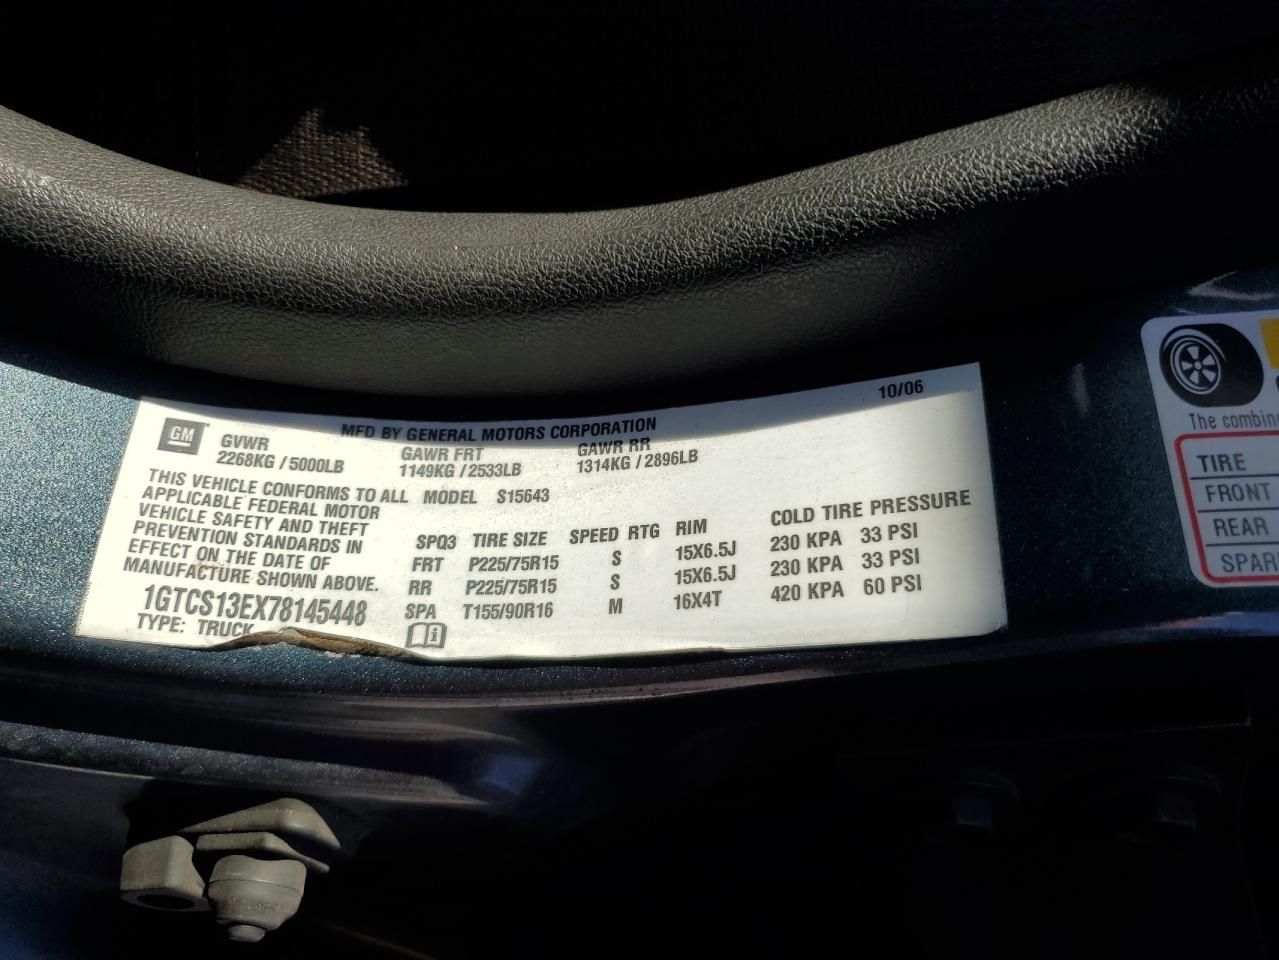 10/06
GM
MFD BY GENERAL MOTORS CORPORATION
GVWR GAWR FRT GAWR RR
2268KG / 5000LB 1149KG / 2533LB 1314KG / 2896LB
THIS VEHICLE CONFORMS TO ALL MODEL S15643
APPLICABLE FEDERAL MOTOR
VEHICLE SAFETY AND THEFT
PREVENTION STANDARDS IN
EFFECT ON THE DATE OF
MANUFACTURE SHOWN ABOVE.
1GTCS13EX78145448
TYPE: TRUCK
SPQ3 TIRE SIZE SPEED RTG RIM COLD TIRE PRESSURE
FRT P225/75R15 S 15X6.5J 230 KPA 33 PSI
RR P225/75R15 S 15X6.5J 230 KPA 33 PSI
SPA T155/90R16 M 16X4T 420 KPA 60 PSI
The combin
TIRE
FRONT
REAR
SPAR